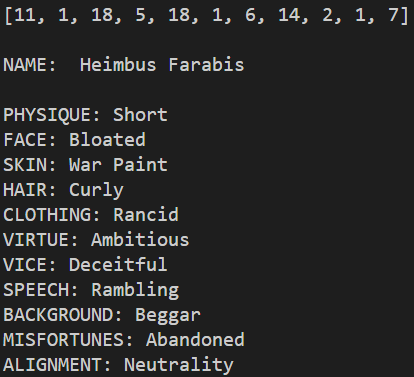 [11, 1, 18, 5, 18, 1, 6, 14, 2, 1, 7]
NAME:  Heimbus Farabis
PHYSIQUE: Short
FACE: Bloated
SKIN: War Paint
HAIR: Curly
CLOTHING: Rancid
VIRTUE: Ambitious
VICE: Deceitful
SPEECH: Rambling
BACKGROUND: Beggar
MISFORTUNES: Abandoned
ALIGNMENT: Neutrality